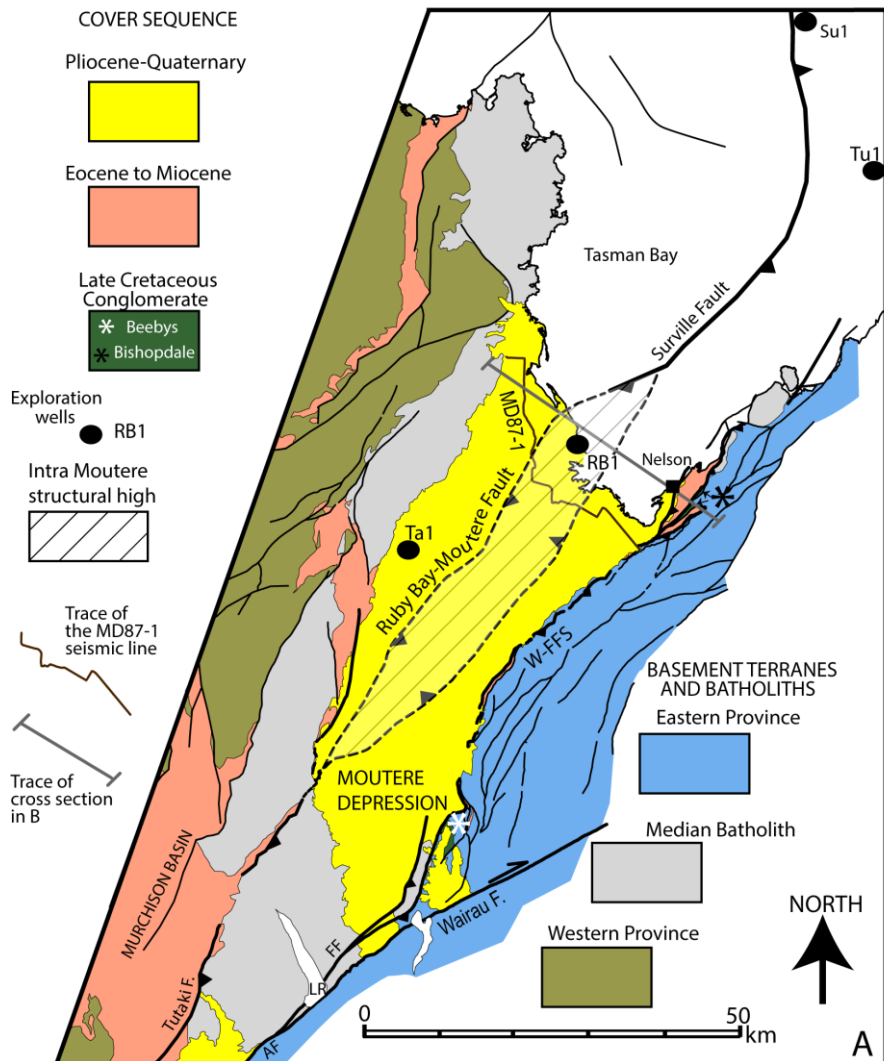 COVER SEQUENCE
Pliocene-Quaternary
Eocene to Miocene
Late Cretaceous
Conglomerate
Beebys
Bishopdale
Exploration
wells
RB1
Intra Moutere
structural high
Trace of
the MD87-1
seismic line
Trace of
cross section
in B
Su1
Tu1
Tasman Bay
Surville Fault
MD87-1
RB1
Nelson
Ta1
Ruby Bay-Moutere Fault
W-FFS
MOUTERE
DEPRESSION
MURCHISON BASIN
Tutaki F.
FF
LR
AF
Wairau F.
BASEMENT TERRANES
AND BATHOLITHS
Eastern Province
Median Batholith
Western Province
NORTH
0
50
km
A